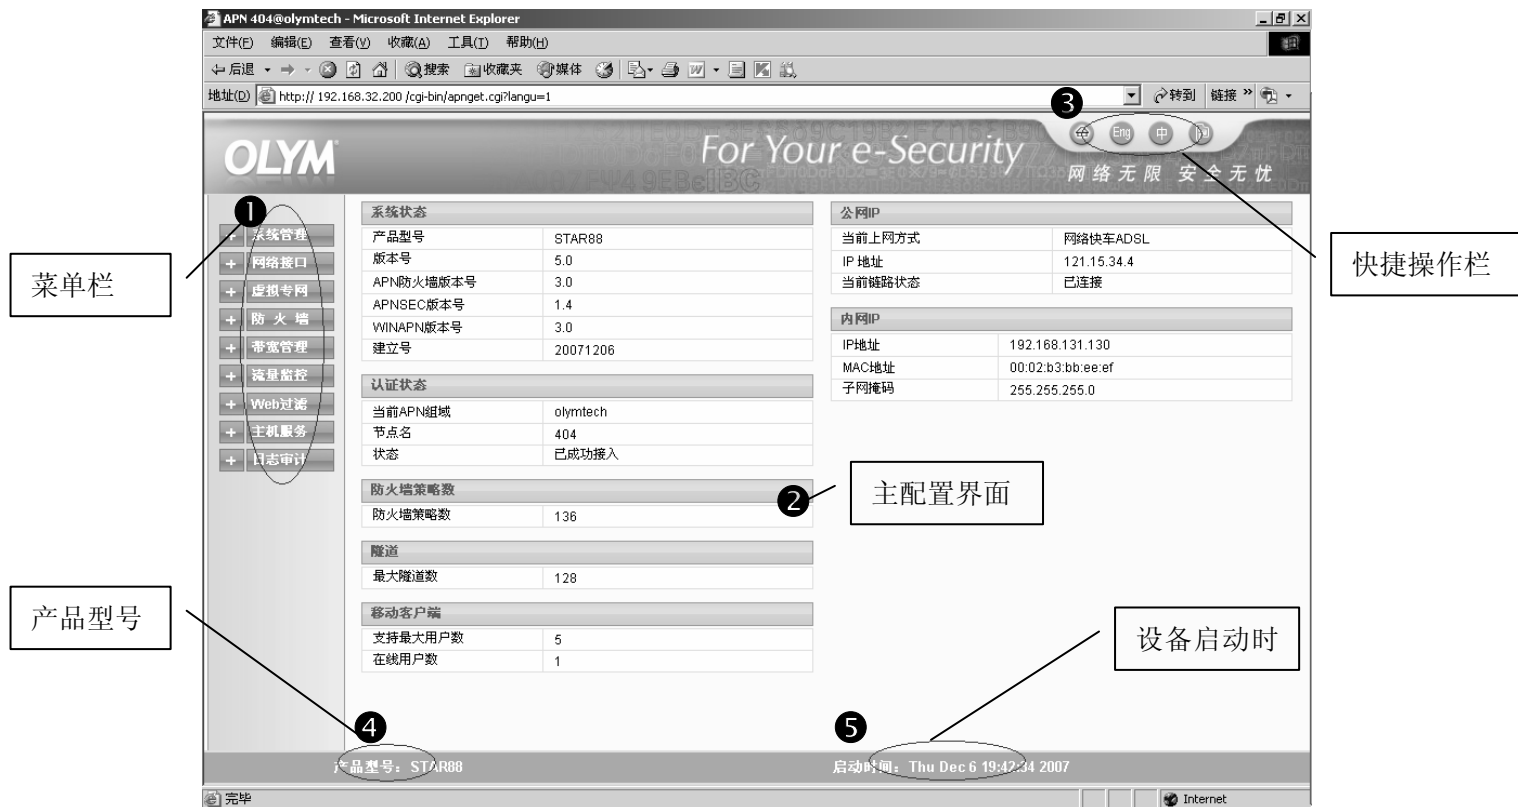 APN 404@olymtech - Microsoft Internet Explorer
文件(F) 编辑(E) 查看(V) 收藏(A) 工具(T) 帮助(H)
后退 搜索 收藏夹 媒体
地址(D) http:// 192.168.32.200 /cgi-bin/apnget.cgi?langu=1 转到 链接 »
OLYM
For Your e-Security
Eng 中
网络无限 安全无忧
❶
❷
❸
❹
❺
菜单栏
主配置界面
快捷操作栏
产品型号
设备启动时
+ 系统管理
+ 网络接口
+ 虚拟专网
+ 防 火 墙
+ 带宽管理
+ 流量监控
+ Web过滤
+ 主机服务
+ 日志审计
系统状态
产品型号 STAR88
版本号 5.0
APN防火墙版本号 3.0
APNSEC版本号 1.4
WINAPN版本号 3.0
建立号 20071206
认证状态
当前APN组域 olymtech
节点名 404
状态 已成功接入
防火墙策略数
防火墙策略数 136
隧道
最大隧道数 128
移动客户端
支持最大用户数 5
在线用户数 1
公网IP
当前上网方式 网络快车ADSL
IP 地址 121.15.34.4
当前链路状态 已连接
内网IP
IP地址 192.168.131.130
MAC地址 00:02:b3:bb:ee:ef
子网掩码 255.255.255.0
产品型号：STAR88
启动时间：Thu Dec 6 19:42:34 2007
完毕
Internet